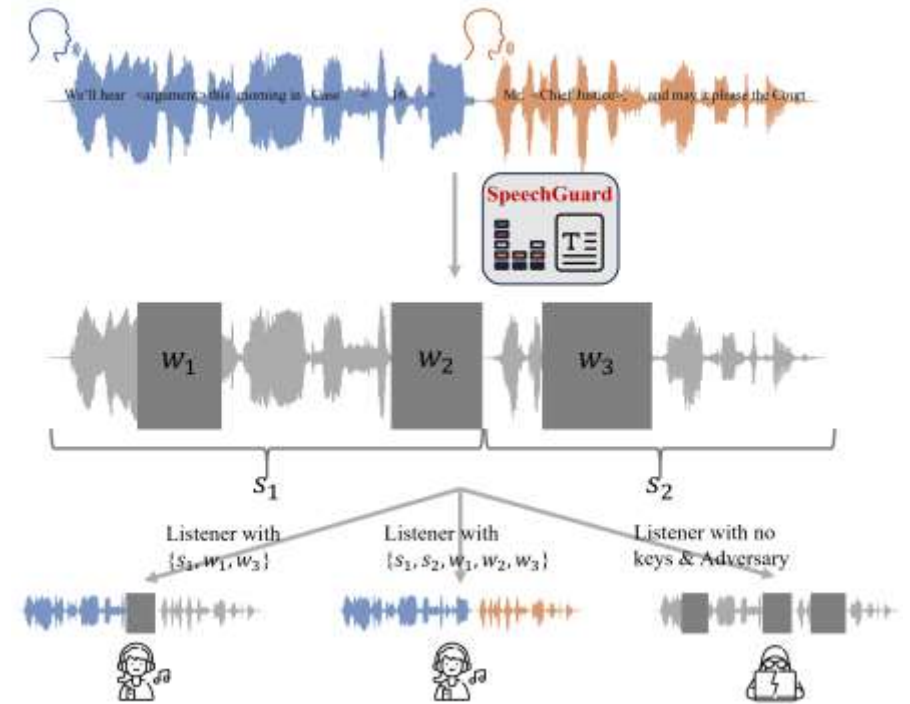 We'll hear <argument> this morning in Case - 16 -
Mr. <Chief Justice>, and may it please the Court
SpeechGuard
T
w₁
w₂
w₃
s₁
s₂
Listener with
{s₁, w₁, w₃}
Listener with
{s₁, s₂, w₁, w₂, w₃}
Listener with no
keys & Adversary